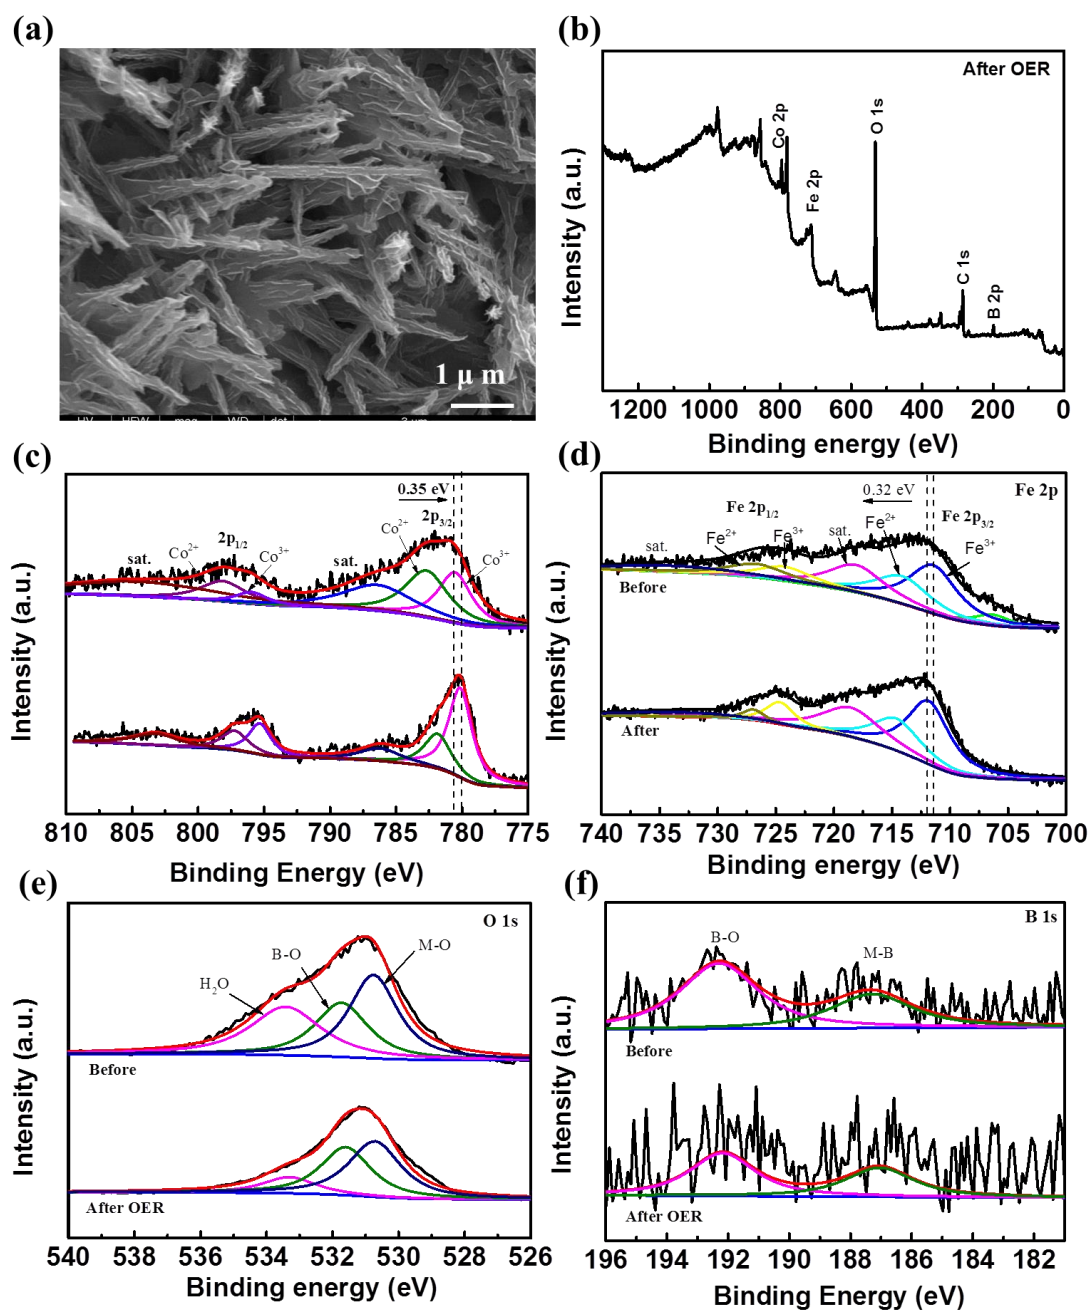 (a)
1 μ m
HV HFW mag WD det
(b)
After OER
Co 2p
Fe 2p
O 1s
C 1s
B 2p
Intensity (a.u.)
1200 1000 800 600 400 200 0
Binding energy (eV)
(c)
0.35 eV
2p3/2
Co2+
Co3+
sat.
2p1/2
Co2+
Co3+
sat.
Intensity (a.u.)
810 805 800 795 790 785 780 775
Binding Energy (eV)
(d)
0.32 eV
Fe 2p
Fe 2p1/2
Fe2+
Fe3+
sat.
sat.
Fe2+
Fe 2p3/2
Fe3+
Before
After
Intensity (a.u.)
740 735 730 725 720 715 710 705 700
Binding energy (eV)
(e)
O 1s
H2O
B-O
M-O
Before
After OER
Intensity (a.u.)
540 538 536 534 532 530 528 526
Binding energy (eV)
(f)
B 1s
B-O
M-B
Before
After OER
Intensity (a.u.)
196 194 192 190 188 186 184 182
Binding Energy (eV)